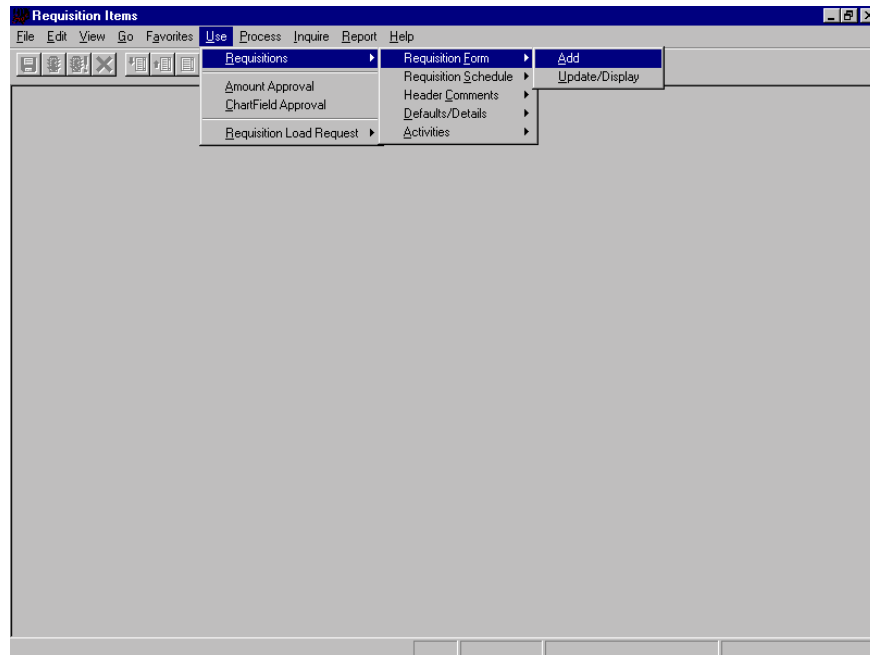 Requisition Items
File Edit View Go Favorites Use Process Inquire Report Help
Requisitions Requisition Form Add
Requisition Schedule Update/Display
Amount Approval Header Comments
ChartField Approval Defaults/Details
Requisition Load Request Activities